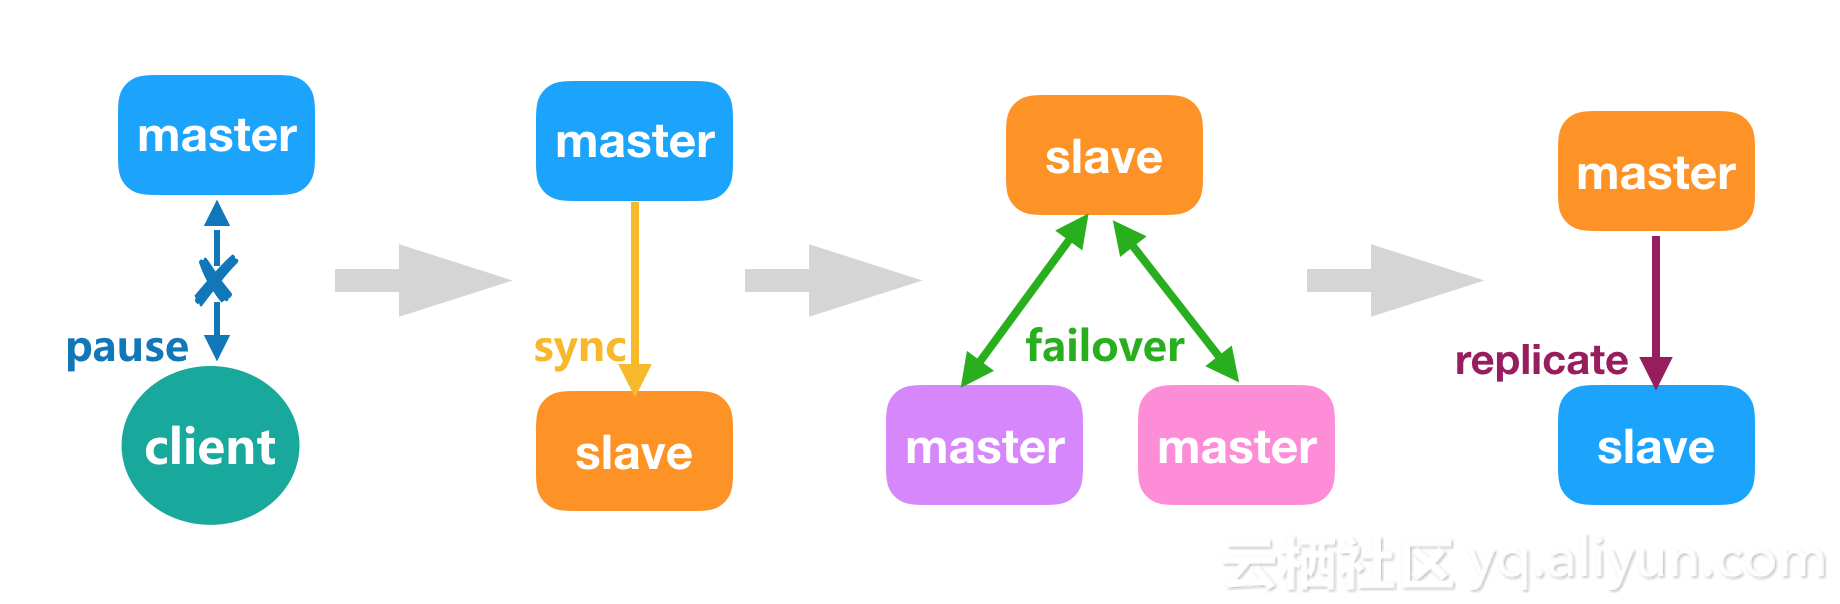 master
pause
client
master
sync
slave
slave
failover
master
master
master
replicate
slave
云栖社区 yq.aliyun.com